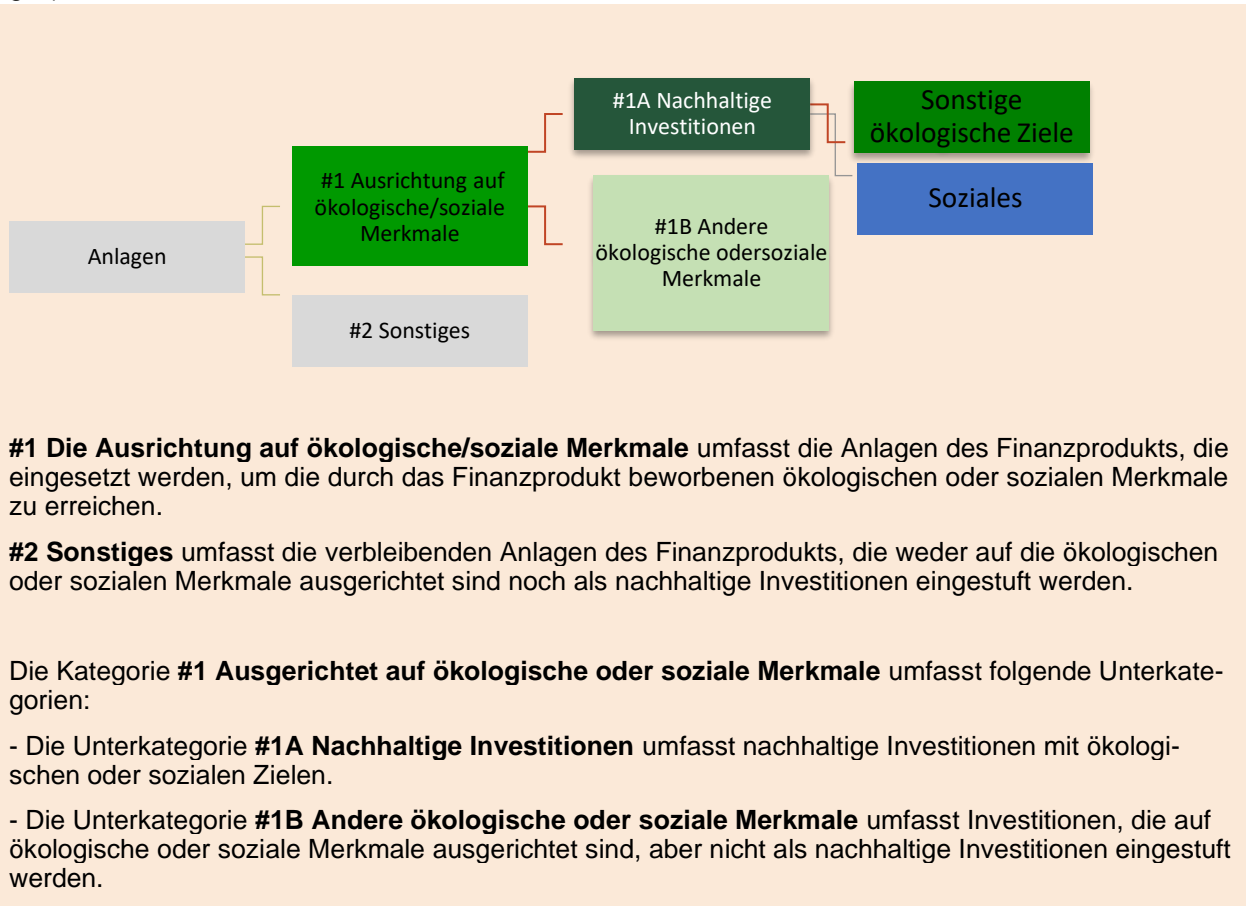 #1A Nachhaltige
Investitionen
Sonstige
ökologische Ziele
#1 Ausrichtung auf
ökologische/soziale
Merkmale
Soziales
#1B Andere
ökologische odersoziale
Merkmale
Anlagen
#2 Sonstiges
#1 Die Ausrichtung auf ökologische/soziale Merkmale umfasst die Anlagen des Finanzprodukts, die
eingesetzt werden, um die durch das Finanzprodukt beworbenen ökologischen oder sozialen Merkmale
zu erreichen.
#2 Sonstiges umfasst die verbleibenden Anlagen des Finanzprodukts, die weder auf die ökologischen
oder sozialen Merkmale ausgerichtet sind noch als nachhaltige Investitionen eingestuft werden.
Die Kategorie #1 Ausgerichtet auf ökologische oder soziale Merkmale umfasst folgende Unterkate-
gorien:
- Die Unterkategorie #1A Nachhaltige Investitionen umfasst nachhaltige Investitionen mit ökologi-
schen oder sozialen Zielen.
- Die Unterkategorie #1B Andere ökologische oder soziale Merkmale umfasst Investitionen, die auf
ökologische oder soziale Merkmale ausgerichtet sind, aber nicht als nachhaltige Investitionen eingestuft
werden.